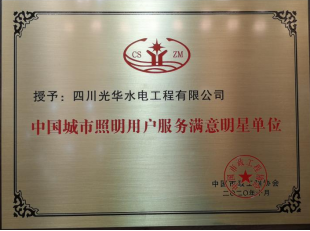 CS ZM
授予：四川光华水电工程有限公司
中国城市照明用户服务满意明星单位